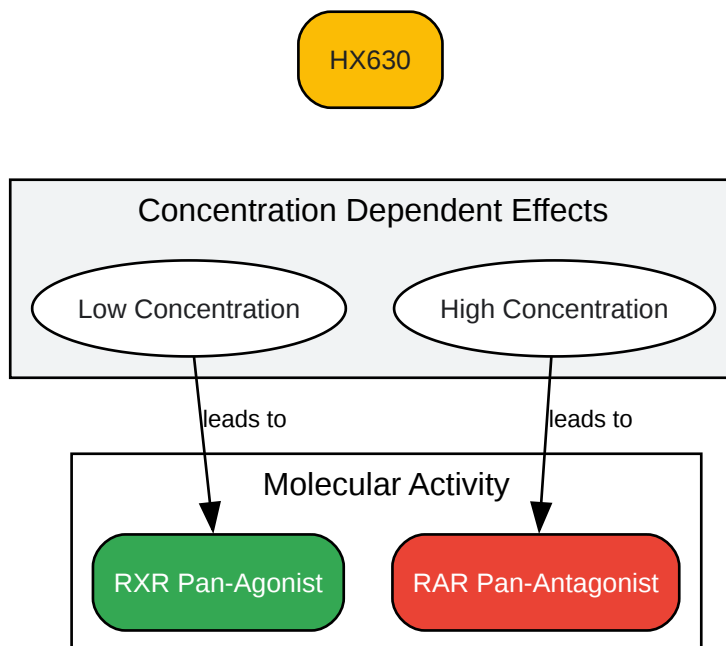 HX630
Concentration Dependent Effects
Low Concentration
High Concentration
leads to
leads to
Molecular Activity
RXR Pan-Agonist
RAR Pan-Antagonist